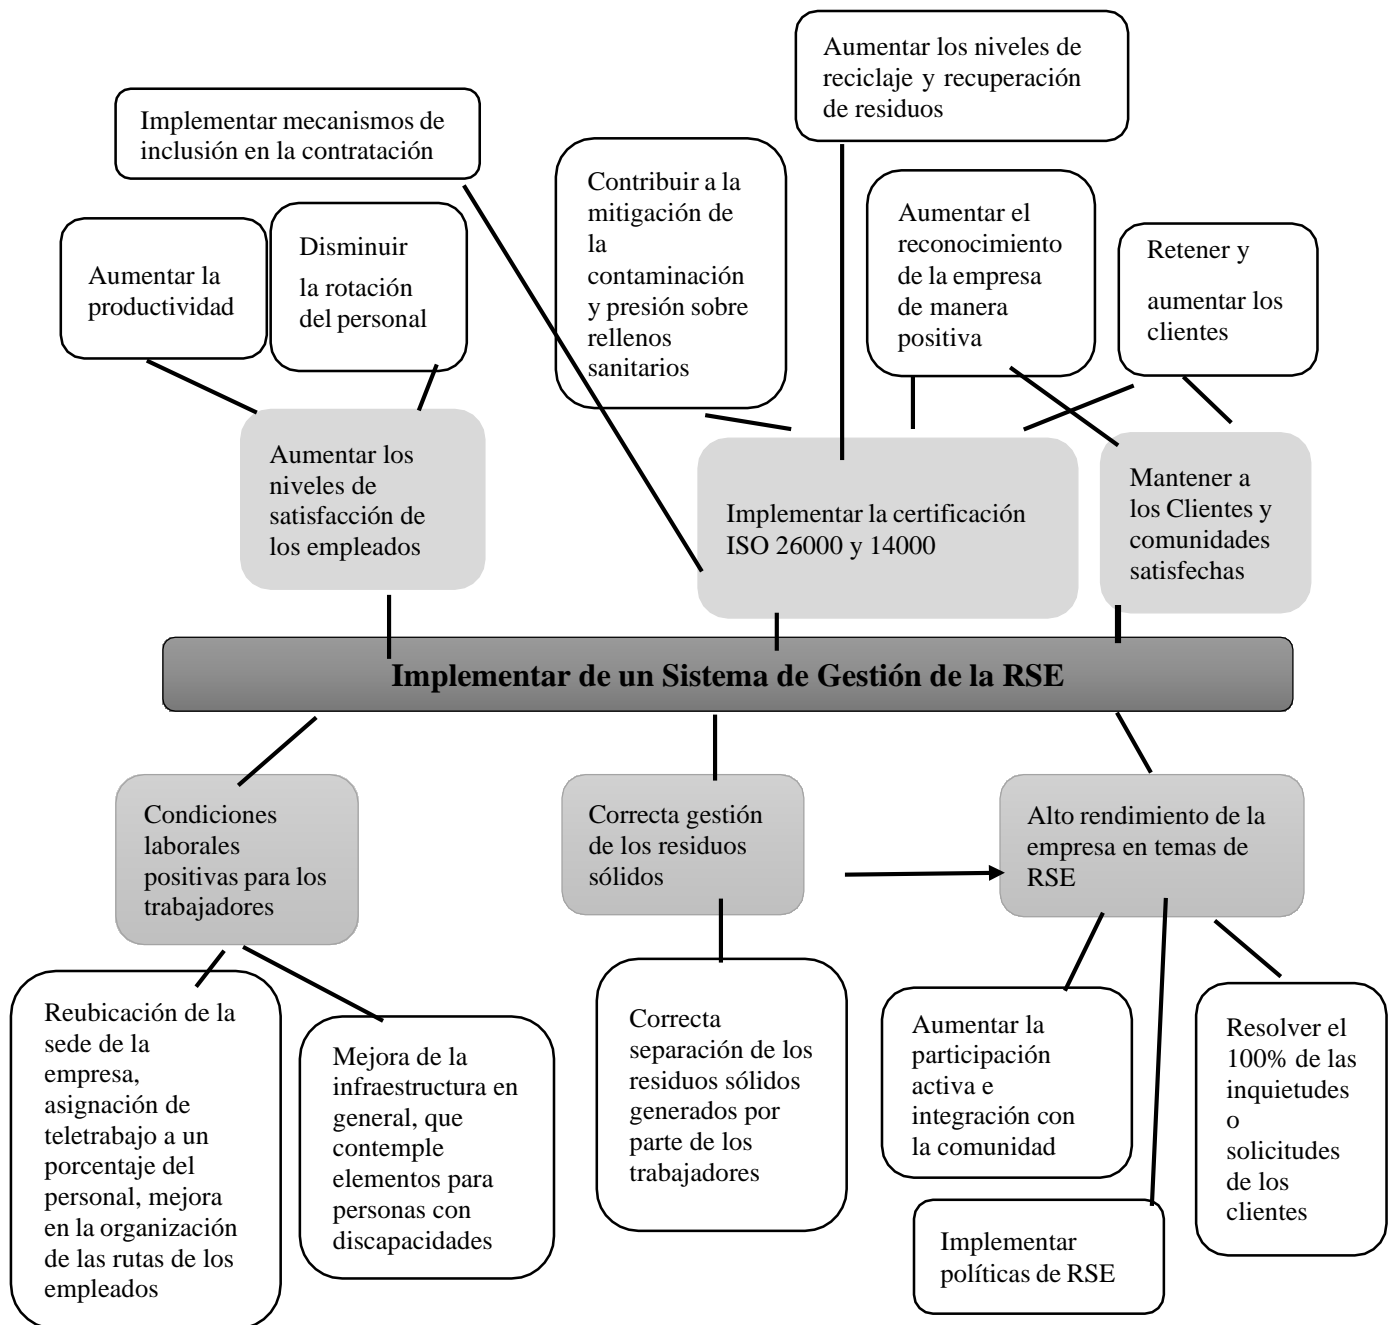 Aumentar los niveles de
reciclaje y recuperación
de residuos
Implementar mecanismos de
inclusión en la contratación
Contribuir a la
mitigación de
la
contaminación
y presión sobre
rellenos
sanitarios
Aumentar el
reconocimiento
de la empresa
de manera
positiva
Retener y
aumentar los
clientes
Disminuir
la rotación
del personal
Aumentar la
productividad
Aumentar los
niveles de
satisfacción de
los empleados
Implementar la certificación
ISO 26000 y 14000
Mantener a
los Clientes y
comunidades
satisfechas
Implementar de un Sistema de Gestión de la RSE
Condiciones
laborales
positivas para los
trabajadores
Correcta gestión
de los residuos
sólidos
Alto rendimiento de la
empresa en temas de
RSE
Reubicación de la
sede de la
empresa,
asignación de
teletrabajo a un
porcentaje del
personal, mejora
en la organización
de las rutas de los
empleados
Mejora de la
infraestructura en
general, que
contemple
elementos para
personas con
discapacidades
Correcta
separación de los
residuos sólidos
generados por
parte de los
trabajadores
Aumentar la
participación
activa e
integración con
la comunidad
Implementar
políticas de RSE
Resolver el
100% de las
inquietudes
o
solicitudes
de los
clientes